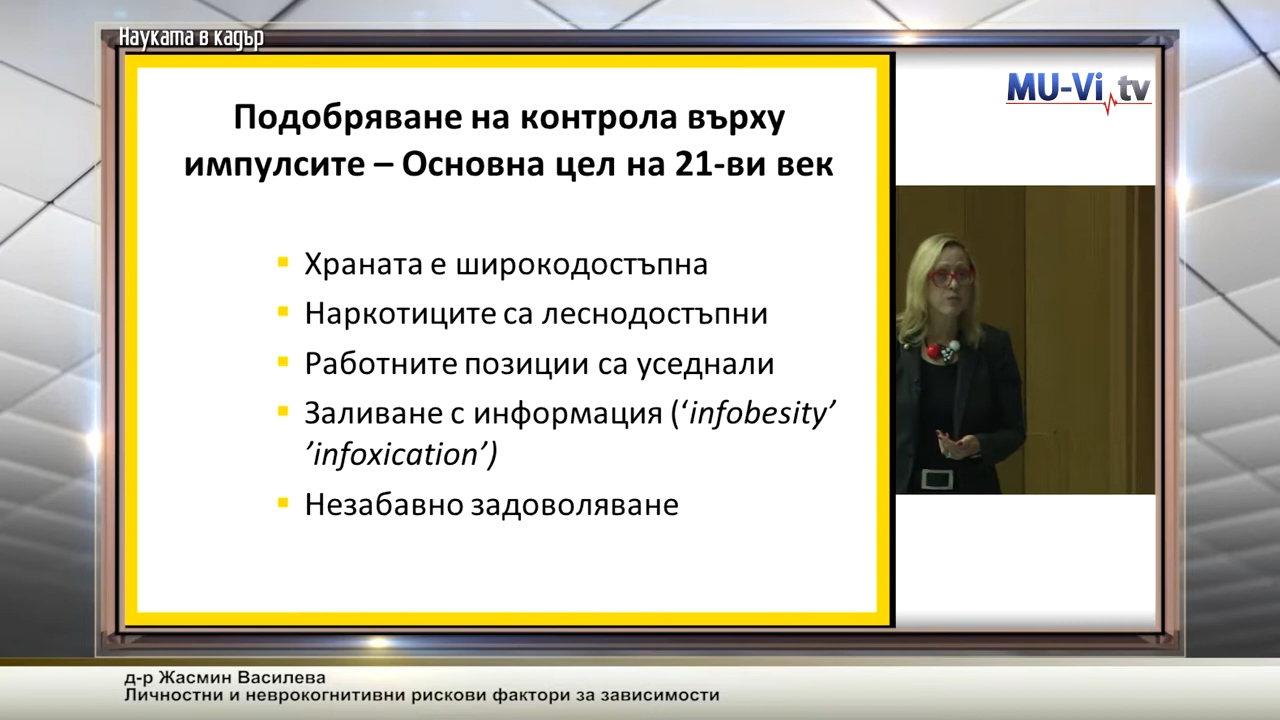 Науката в кадър
MU-Vi.tv
Подобряване на контрола върху
импулсите – Основна цел на 21-ви век
▪ Храната е широкодостъпна
▪ Наркотиците са леснодостъпни
▪ Работните позиции са уседнали
▪ Заливане с информация (‘infobesity’
’infoxication’)
▪ Незабавно задоволяване
д-р Жасмин Василева
Личностни и неврокогнитивни рискови фактори за зависимости